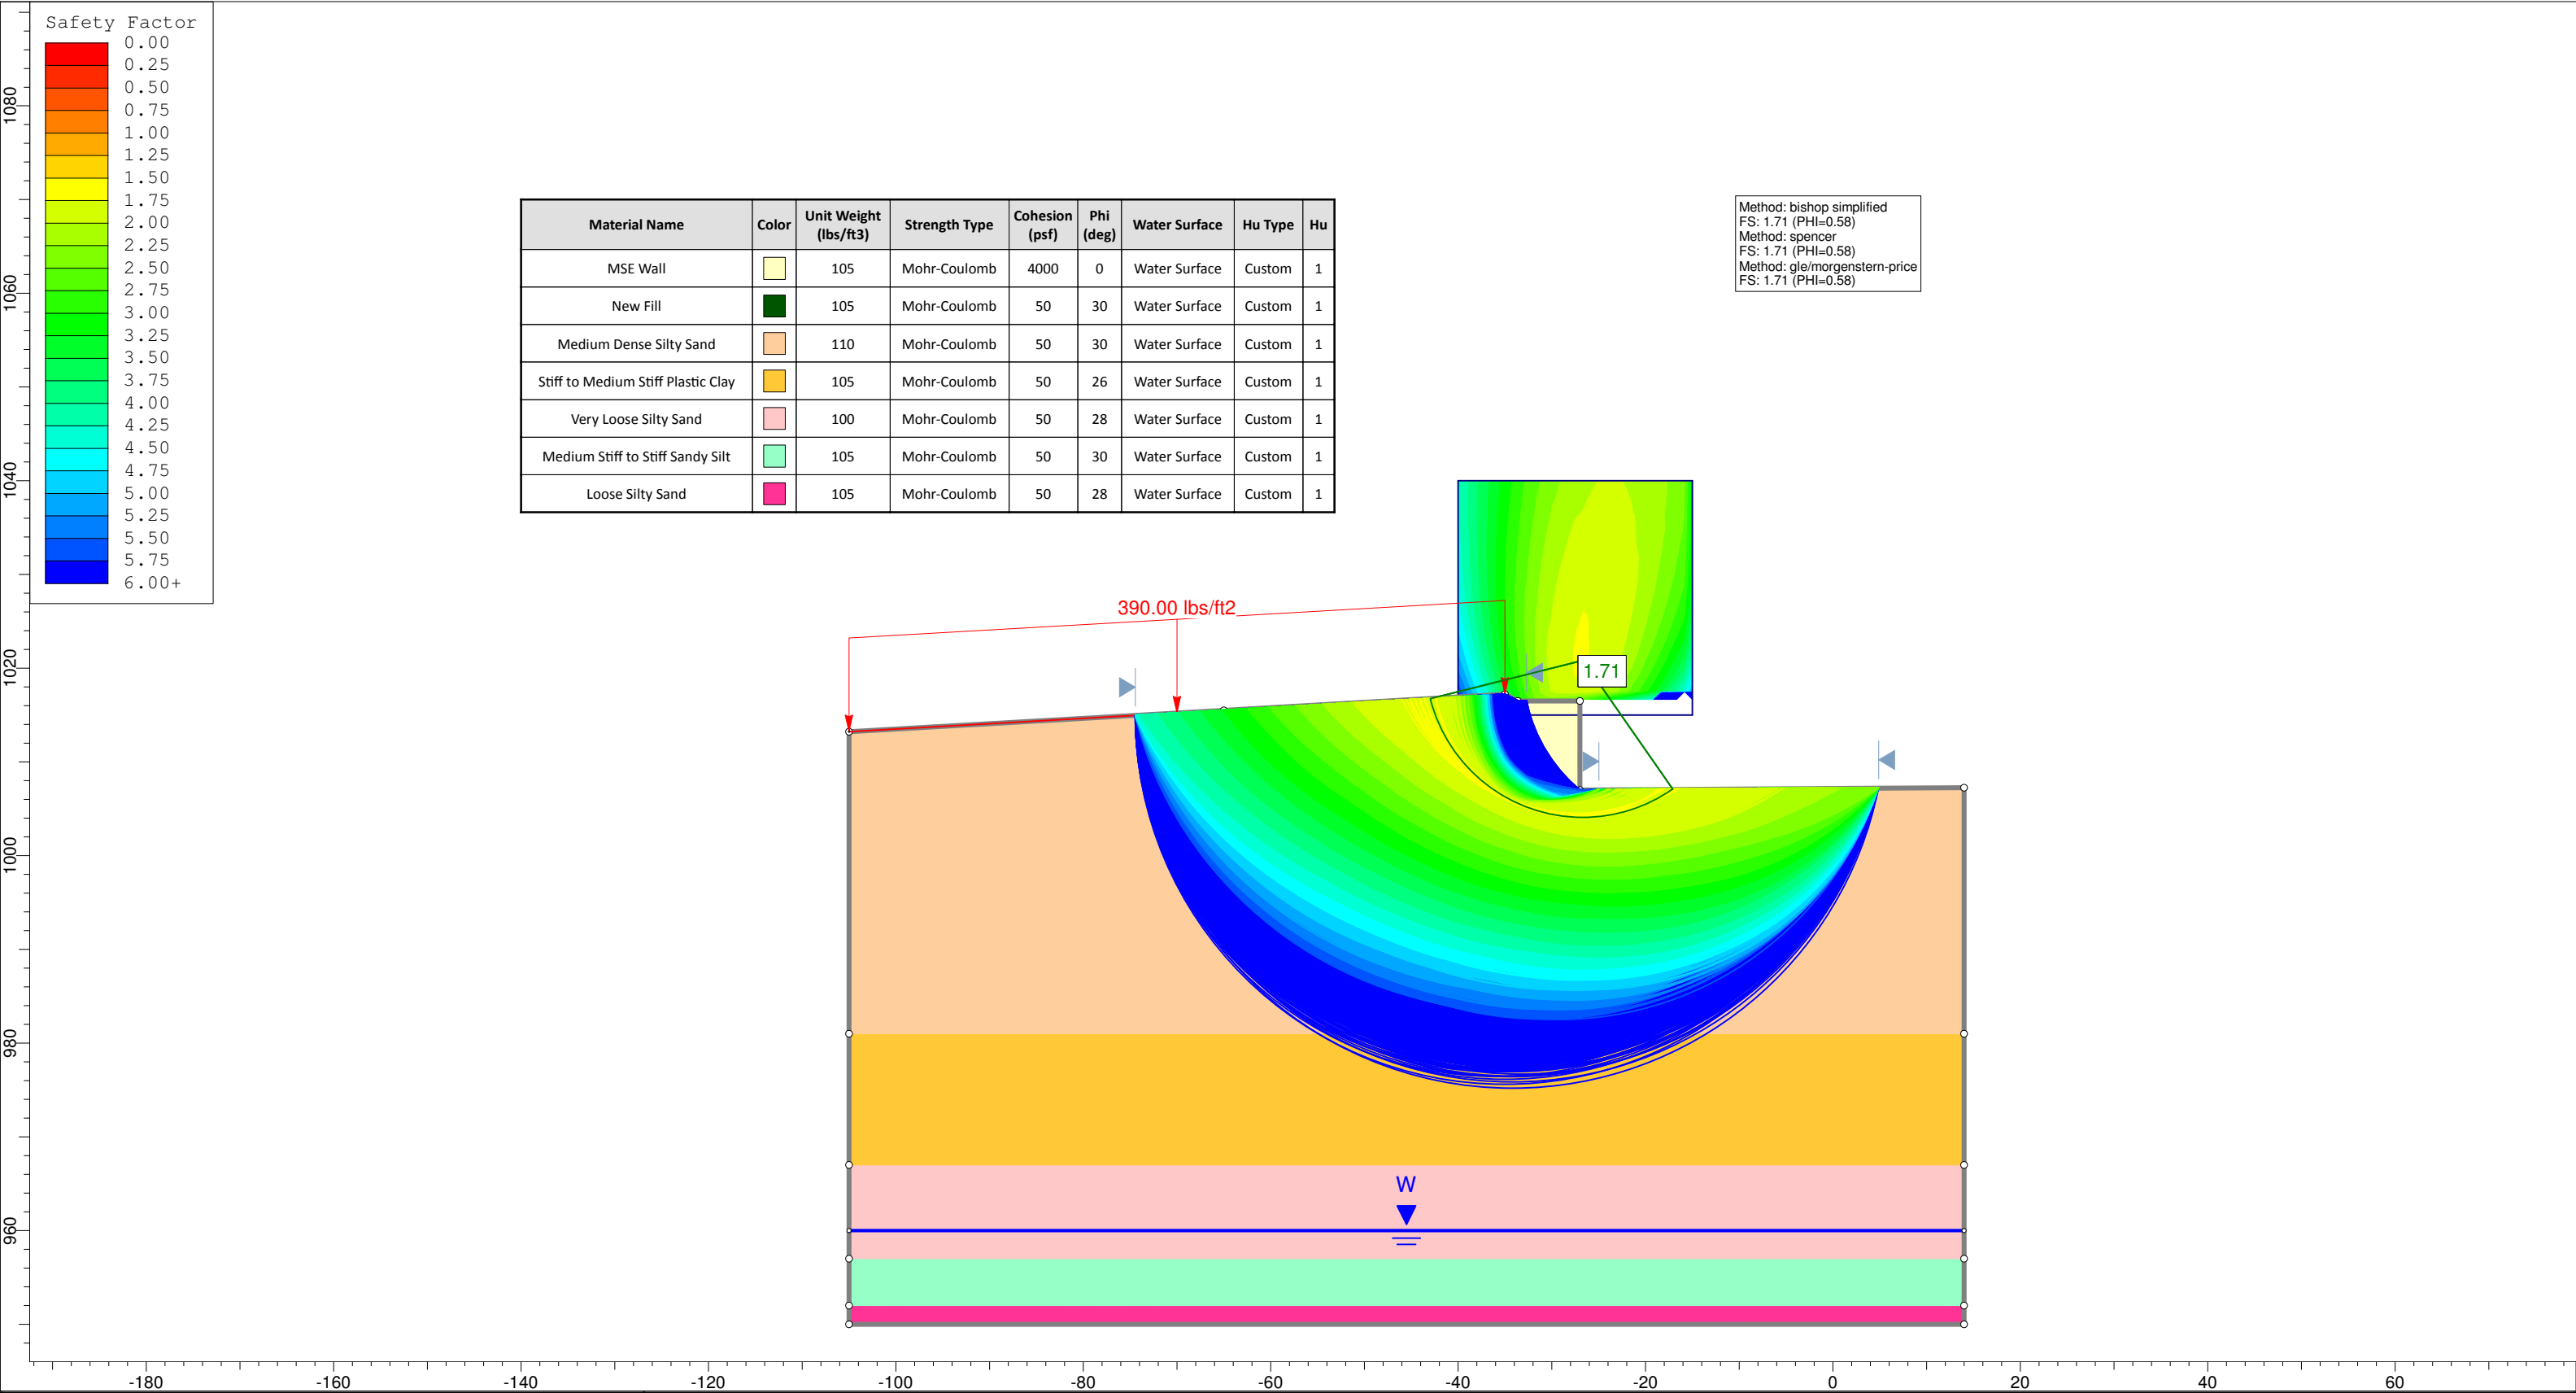 Safety Factor
0.00
0.25
0.50
0.75
1.00
1.25
1.50
1.75
2.00
2.25
2.50
2.75
3.00
3.25
3.50
3.75
4.00
4.25
4.50
4.75
5.00
5.25
5.50
5.75
6.00+
Material Name Color Unit Weight (lbs/ft3) Strength Type Cohesion (psf) Phi (deg) Water Surface Hu Type Hu
MSE Wall 105 Mohr-Coulomb 4000 0 Water Surface Custom 1
New Fill 105 Mohr-Coulomb 50 30 Water Surface Custom 1
Medium Dense Silty Sand 110 Mohr-Coulomb 50 30 Water Surface Custom 1
Stiff to Medium Stiff Plastic Clay 105 Mohr-Coulomb 50 26 Water Surface Custom 1
Very Loose Silty Sand 100 Mohr-Coulomb 50 28 Water Surface Custom 1
Medium Stiff to Stiff Sandy Silt 105 Mohr-Coulomb 50 30 Water Surface Custom 1
Loose Silty Sand 105 Mohr-Coulomb 50 28 Water Surface Custom 1
Method: bishop simplified
FS: 1.71 (PHI=0.58)
Method: spencer
FS: 1.71 (PHI=0.58)
Method: gle/morgenstern-price
FS: 1.71 (PHI=0.58)
390.00 lbs/ft2
1.71
W
1080
1060
1040
1020
1000
980
960
-180 -160 -140 -120 -100 -80 -60 -40 -20 0 20 40 60